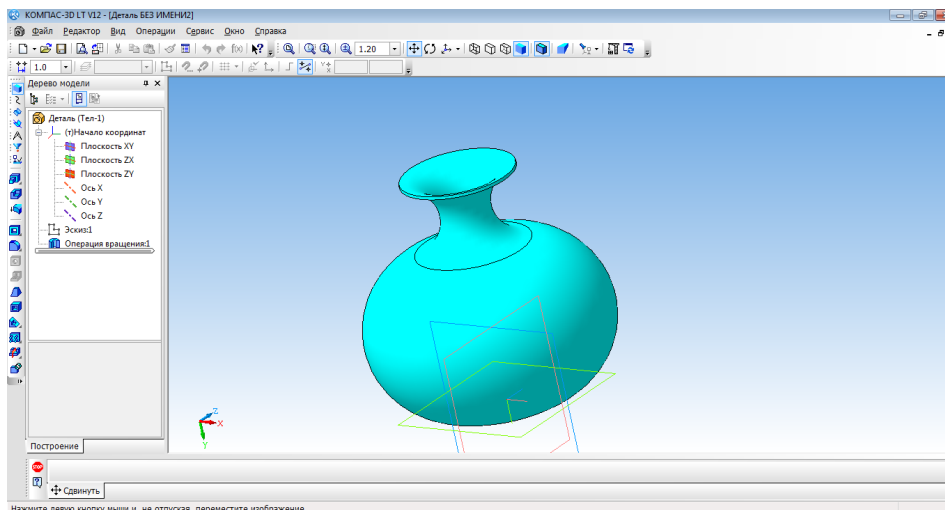 КОМПАС-3D LT V12 - [Деталь БЕЗ ИМЕНИ2]
Файл Редактор Вид Операции Сервис Окно Справка
1.20
1.0
Дерево модели
Деталь (Тел-1)
(т)Начало координат
Плоскость XY
Плоскость ZX
Плоскость ZY
Ось X
Ось Y
Ось Z
Эскиз:1
Операция вращения:1
Z
X
Y
Построение
STOP
Сдвинуть
Нажмите левую кнопку мыши и, не отпуская, переместите изображение